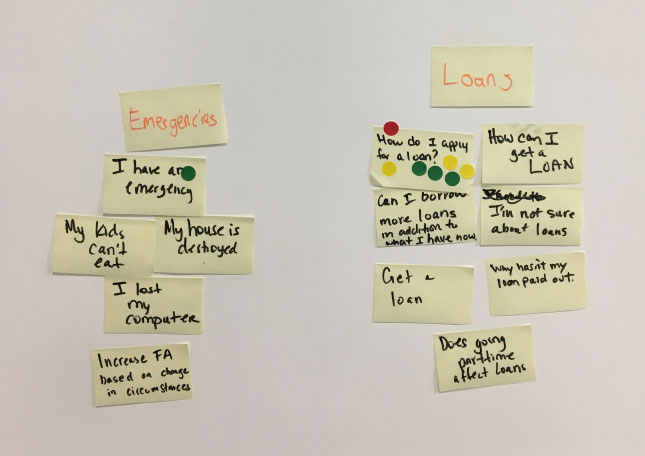 Emergencies
I have an
emergency
My kids
can't
eat
My house is
destroyed
I lost
my
computer
Increase FA
based on change
in circumstances
Loans
How do I apply
for a loan?
How can I
get a
LOAN
Can I borrow
more loans
in addition to
what I have now
I'm not sure
about loans
Get a
loan
Why hasn't my
loan paid out.
Does going
part-time
affect loans